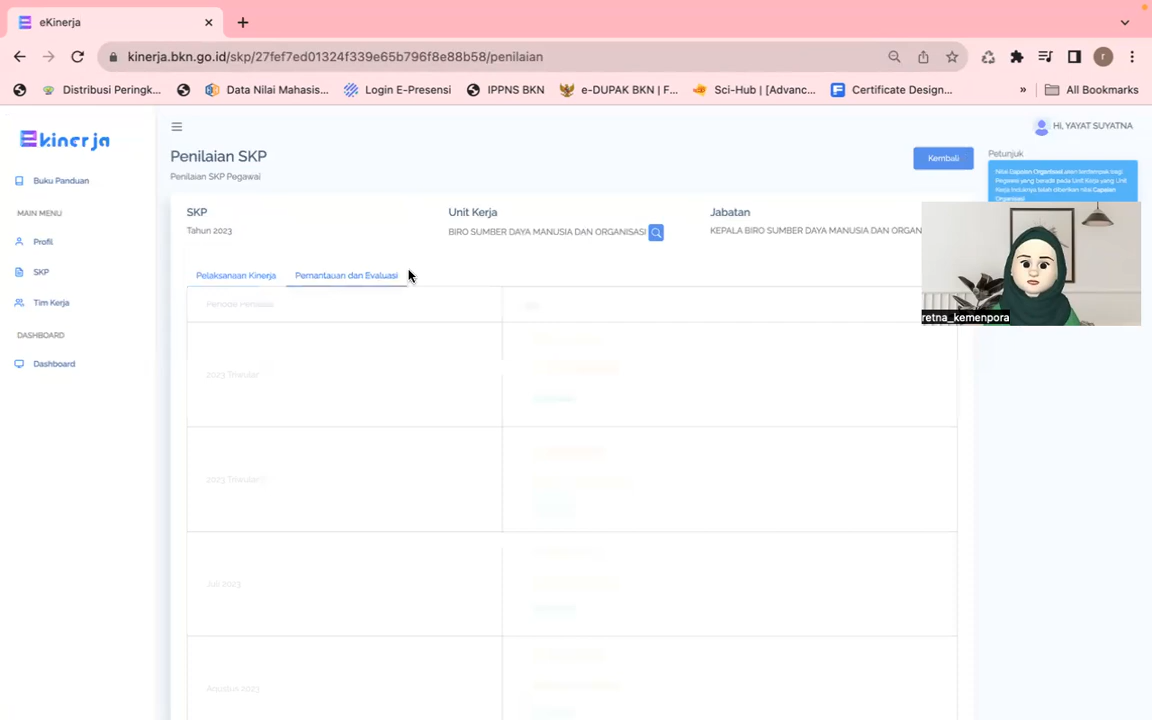 eKinerja
kinerja.bkn.go.id/skp/27fef7ed01324f339e65b796f8e88b58/penilaian
r
Distribusi Peringk...
Data Nilai Mahasis...
Login E-Presensi
IPPNS BKN
e-DUPAK BKN | F...
Sci-Hub | [Advanc...
Certificate Design...
»
All Bookmarks
Ekinerja
HI, YAYAT SUYATNA
Penilaian SKP
Penilaian SKP Pegawai
Kembali
Petunjuk
Nilai Capaian Organisasi akan bertempat bagi
Pegawai yang berada pada Unit Kerja yang Unit
Kerja Induknya telah diberikan nilai Capaian
Organisasi
Buku Panduan
MAIN MENU
Profil
SKP
Tim Kerja
DASHBOARD
Dashboard
SKP
Tahun 2023
Unit Kerja
BIRO SUMBER DAYA MANUSIA DAN ORGANISASI
Jabatan
KEPALA BIRO SUMBER DAYA MANUSIA DAN ORGAN
Pelaksanaan Kinerja
Pemantauan dan Evaluasi
Periode Penilaian
2023 Triwulan
2023 Triwulan
Juli 2023
Agustus 2023
retna_kemenpora